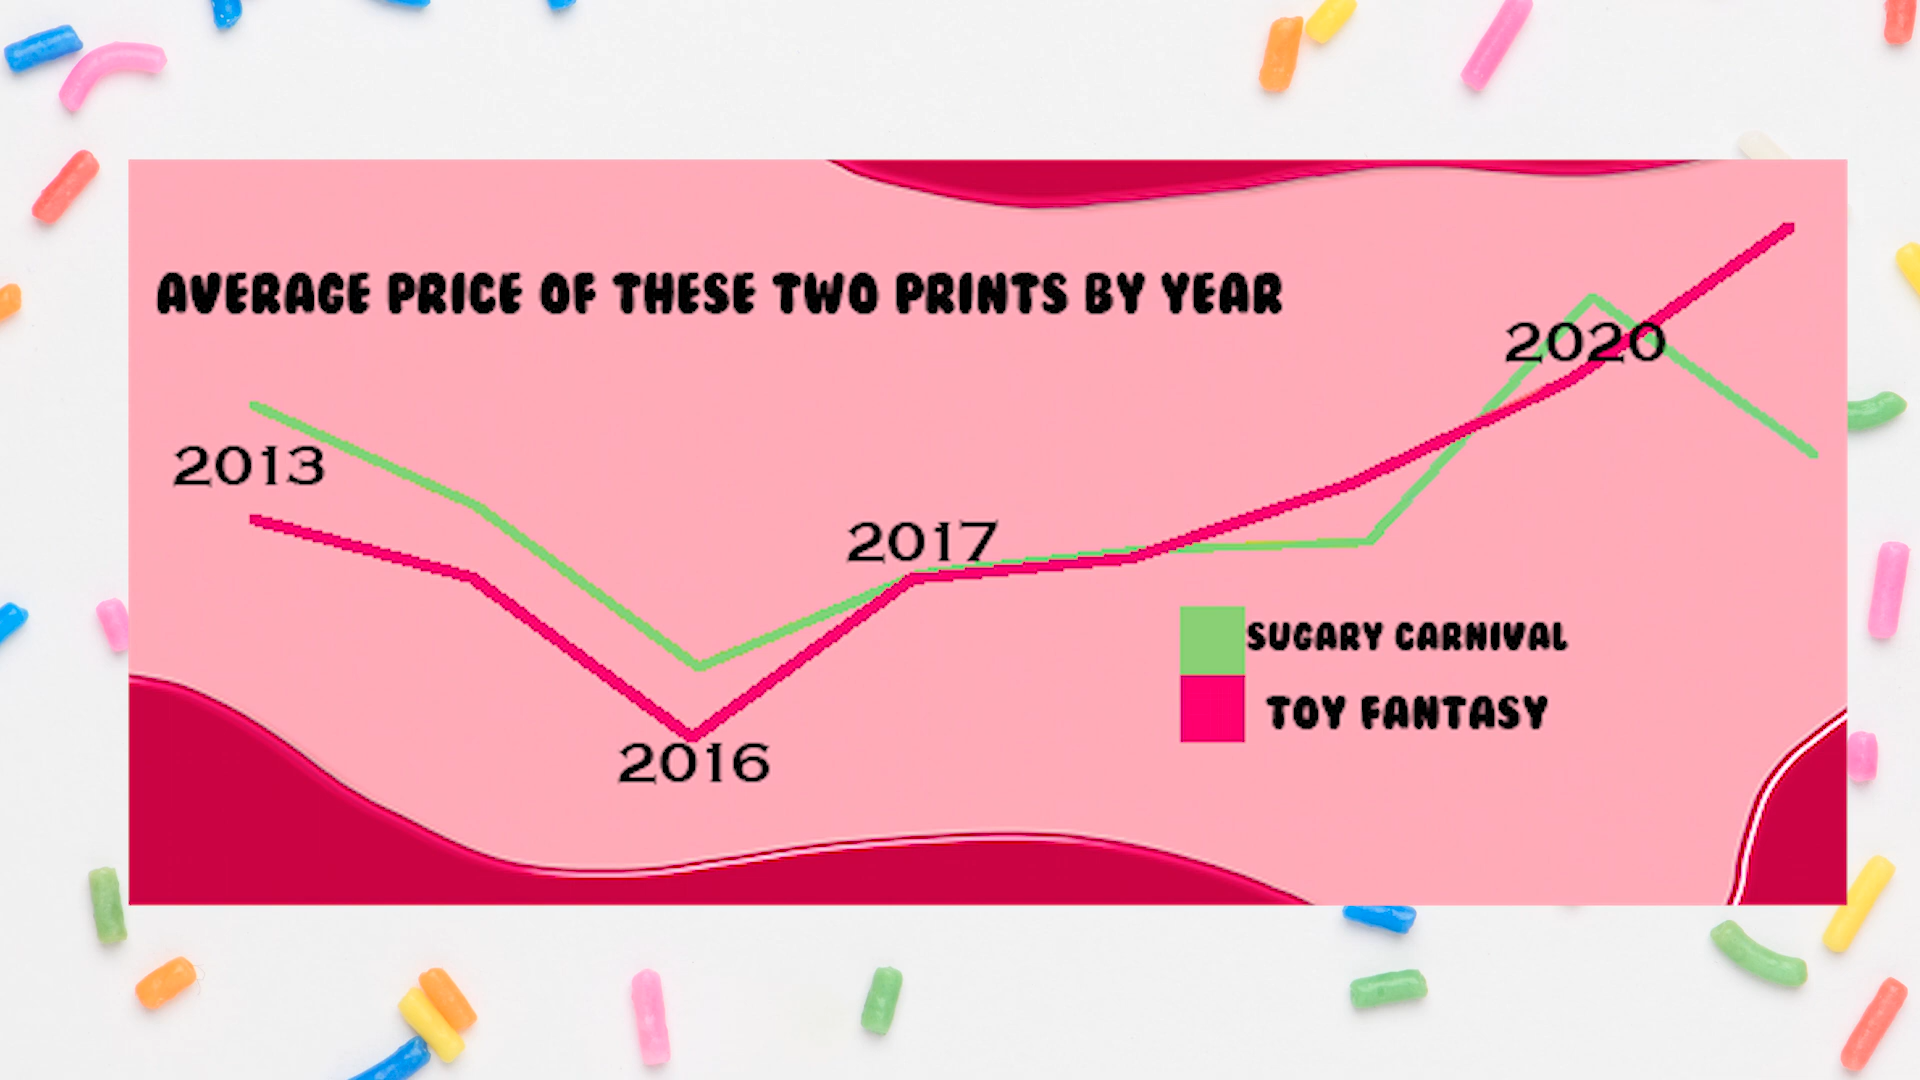 AVERAGE PRICE OF THESE TWO PRINTS BY YEAR
2020
2013
2017
SUGARY CARNIVAL
TOY FANTASY
2016